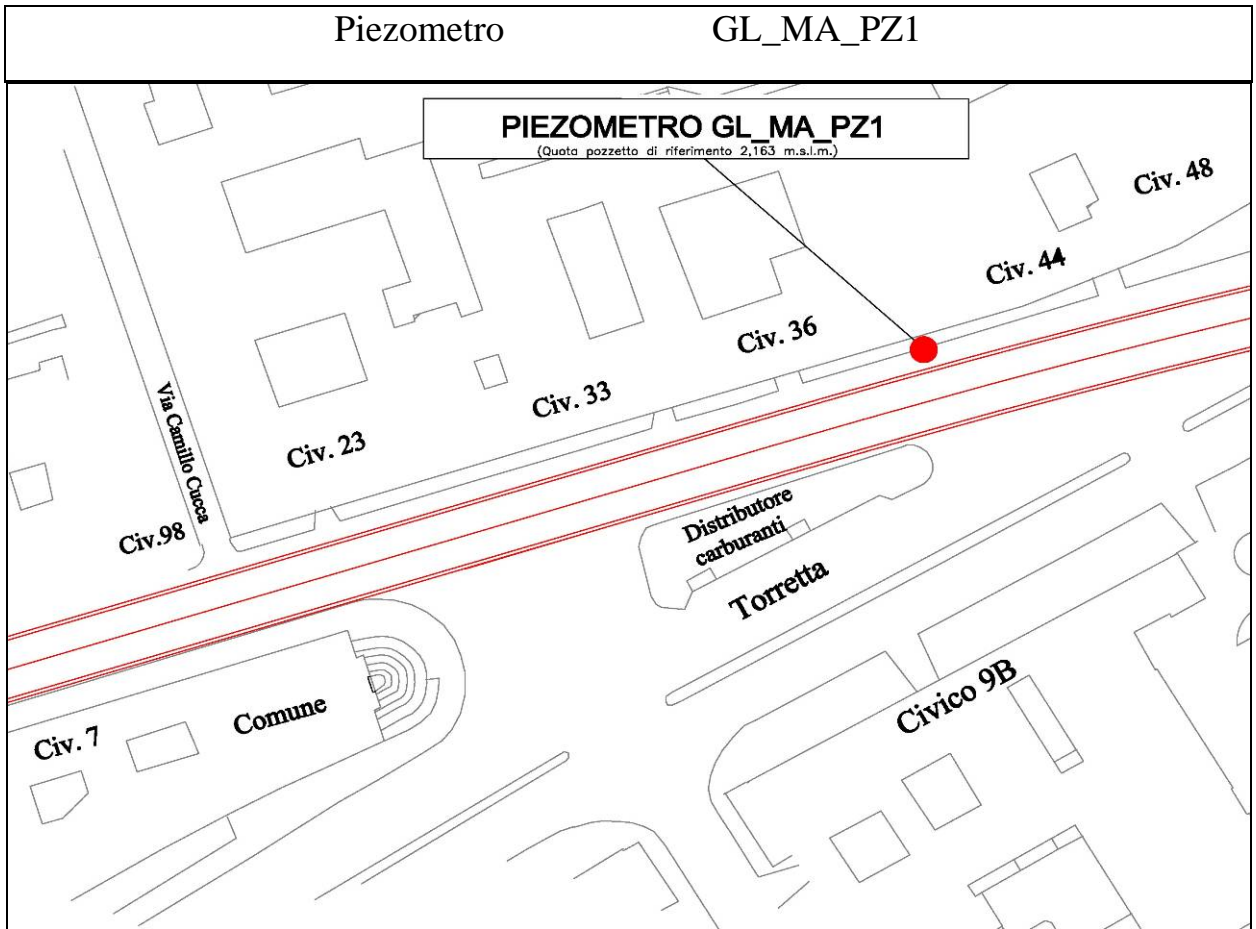 Piezometro GL_MA_PZ1
PIEZOMETRO GL_MA_PZ1
(Quota pozzetto di riferimento 2,163 m.s.l.m.)
Civ. 48
Civ. 44
Civ. 36
Civ. 33
Civ. 23
Via Camillo Cucca
Civ.98
Distributore
carburanti
Torretta
Civico 9B
Comune
Civ. 7